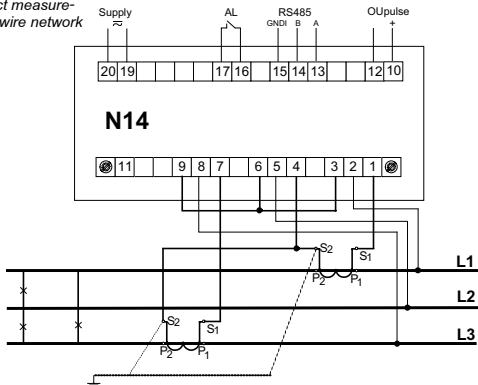 ct measure-
wire network
Supply
AL
RS485
OUpulse
GNDI B A
+
20 19 17 16 15 14 13 12 10
N14
11 9 8 7 6 5 4 3 2 1
S2 S1
L1
P2 P1
L2
S2 S1
L3
P2 P1